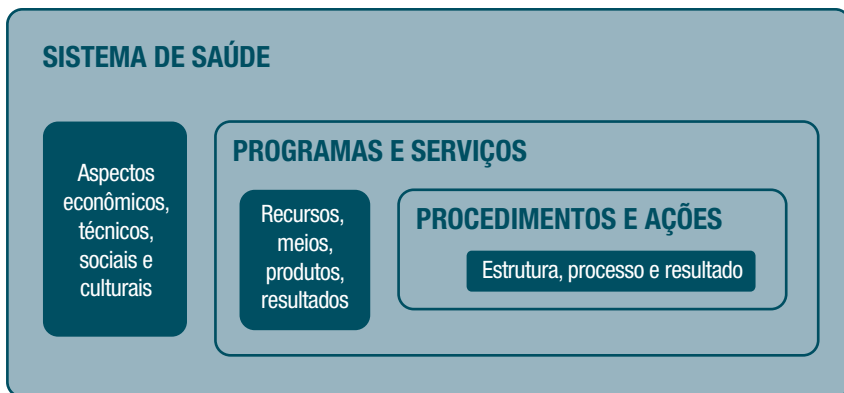 SISTEMA DE SAÚDE
Aspectos
econômicos,
técnicos,
sociais e
culturais
PROGRAMAS E SERVIÇOS
Recursos,
meios,
produtos,
resultados
PROCEDIMENTOS E AÇÕES
Estrutura, processo e resultado